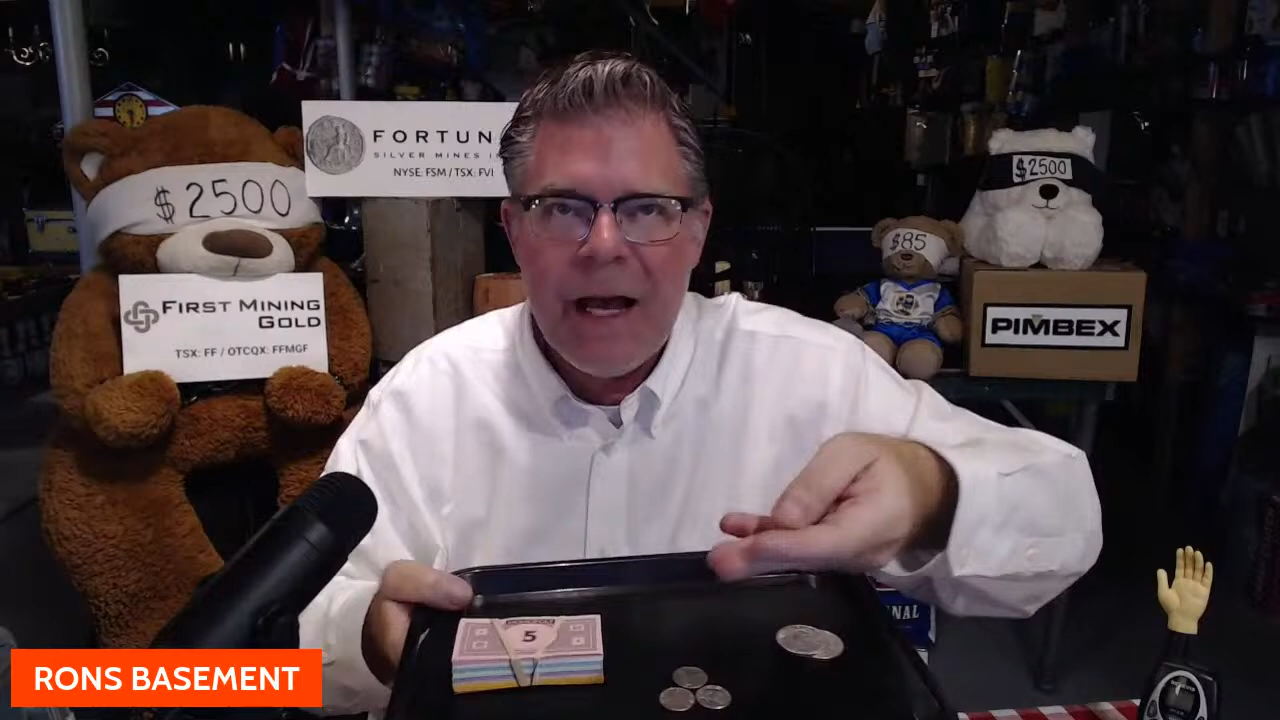 $2500
FORTUN
SILVER MINES I
NYSE: FSM / TSX: FVI
$2500
$85
FIRST MINING
GOLD
TSX: FF / OTCQX: FFMGF
PIMBEX
5
NAL
RONS BASEMENT